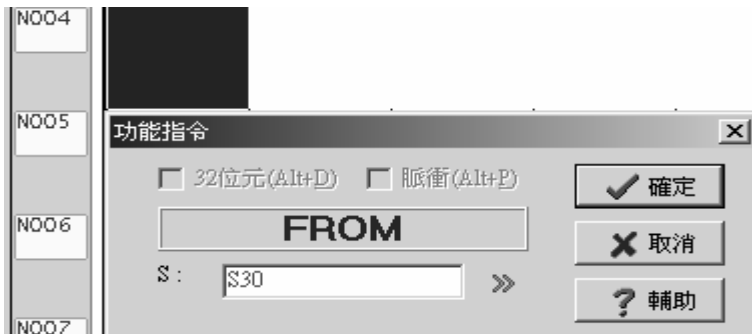 N004
N005
功能指令
32位元(Alt+D) 脈衝(Alt+P)
確定
N006
FROM
取消
S : S30
輔助
N007